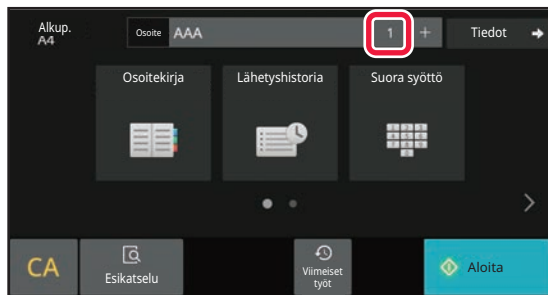 Alkup.
A4
Osoite AAA 1 + Tiedot
Osoitekirja Lähetyshistoria Suora syöttö
CA Esikatselu Viimeiset työt Aloita